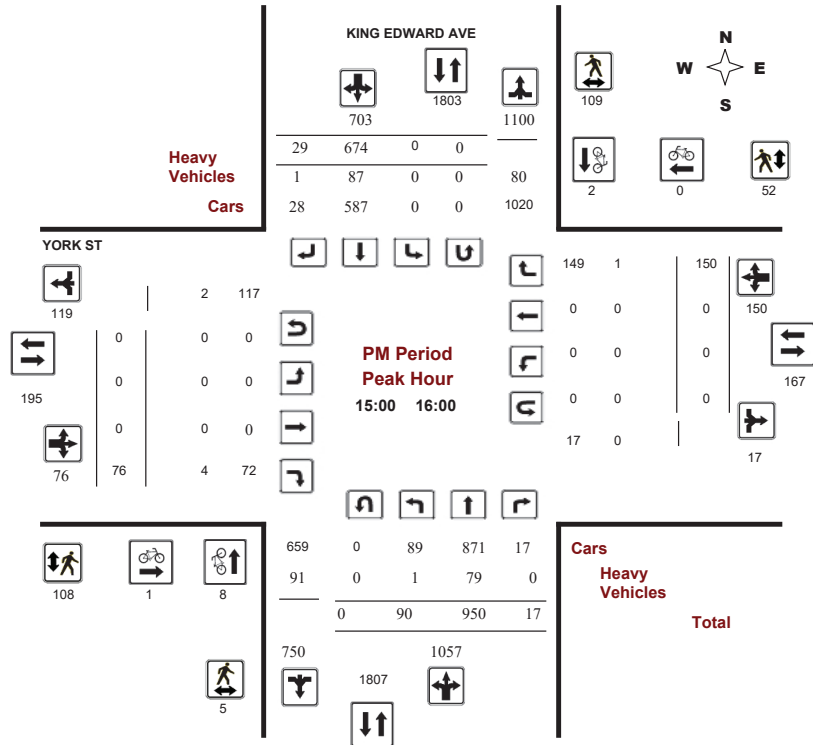 KING EDWARD AVE
N
W E
S
1803
109
703 1100
29 674 0 0
Heavy
Vehicles
1 87 0 0 80
Cars 28 587 0 0 1020
2 0 52
YORK ST
119 2 117
149 1 150
0 0 0
0 0 0
150
195
0 0 0
PM Period
Peak Hour
15:00 16:00
0 0 0
167
0 0 0
0 0 0
76 76 4 72
17 0
17
659 0 89 871 17 Cars
91 0 1 79 0 Heavy
Vehicles
108 1 8
0 90 950 17 Total
750 1057
1807
5